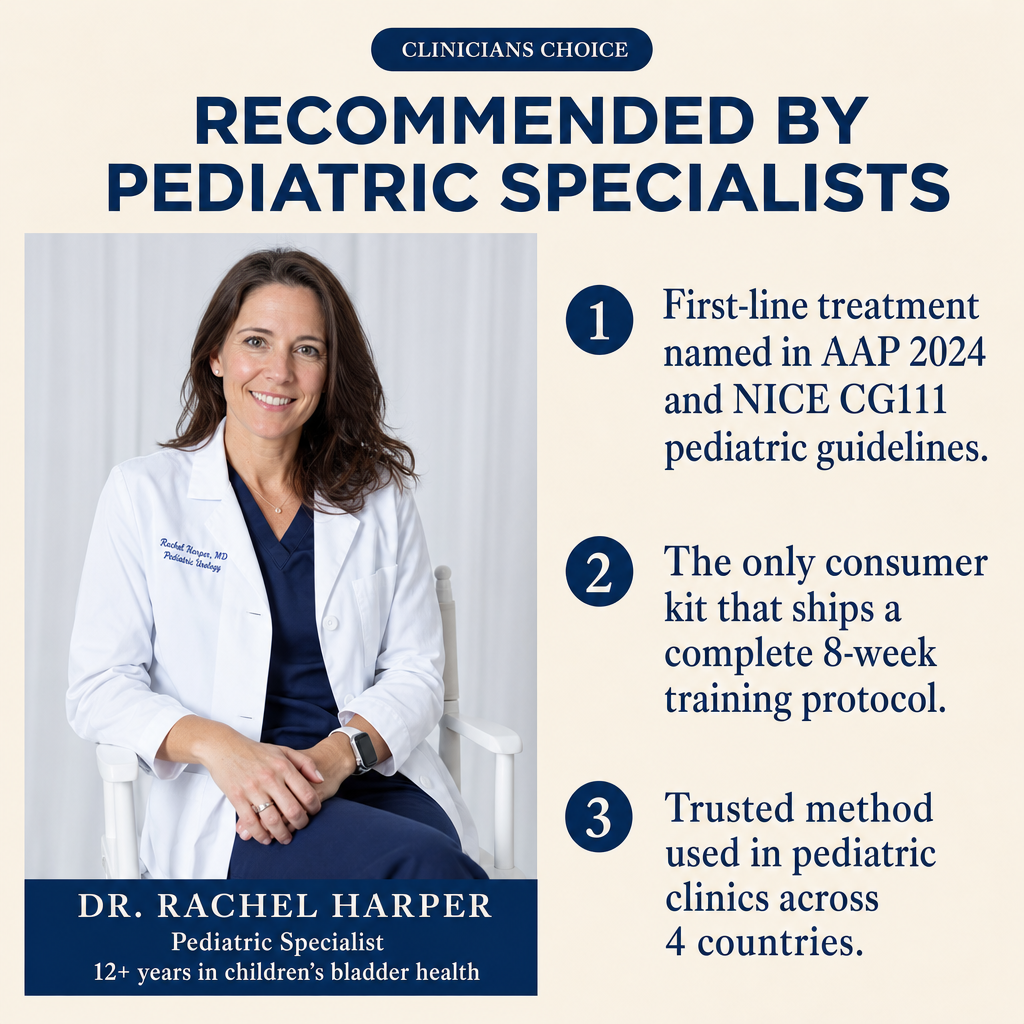 CLINICIANS CHOICE
RECOMMENDED BY
PEDIATRIC SPECIALISTS
1
First-line treatment
named in AAP 2024
and NICE CG111
pediatric guidelines.
2
The only consumer
kit that ships a
complete 8-week
training protocol.
3
Trusted method
used in pediatric
clinics across
4 countries.
Rachel Harper, MD
Pediatric Urology
DR. RACHEL HARPER
Pediatric Specialist
12+ years in children's bladder health